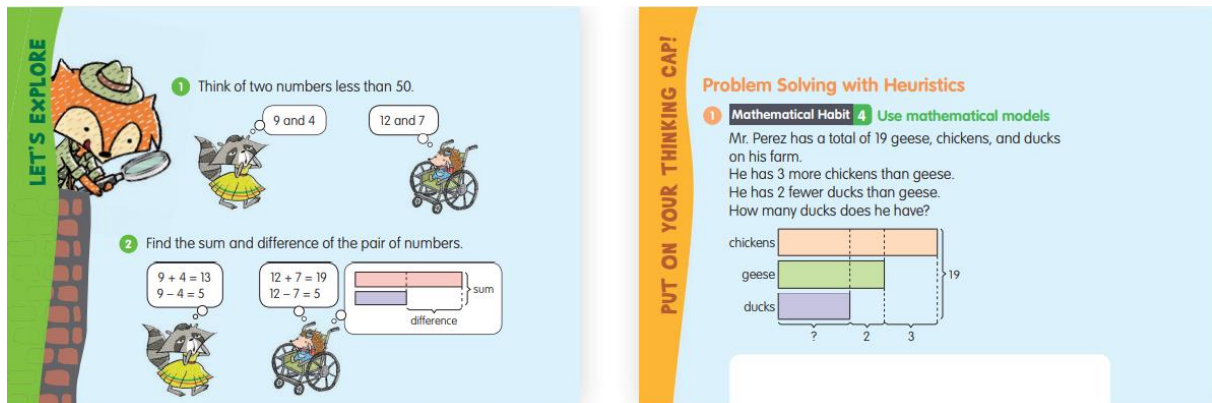 LET'S EXPLORE
1 Think of two numbers less than 50.
9 and 4
12 and 7
2 Find the sum and difference of the pair of numbers.
9 + 4 = 13
9 – 4 = 5
12 + 7 = 19
12 – 7 = 5
sum
difference
PUT ON YOUR THINKING CAP!
Problem Solving with Heuristics
1 Mathematical Habit 4 Use mathematical models
Mr. Perez has a total of 19 geese, chickens, and ducks
on his farm.
He has 3 more chickens than geese.
He has 2 fewer ducks than geese.
How many ducks does he have?
chickens
geese
19
ducks
? 2 3